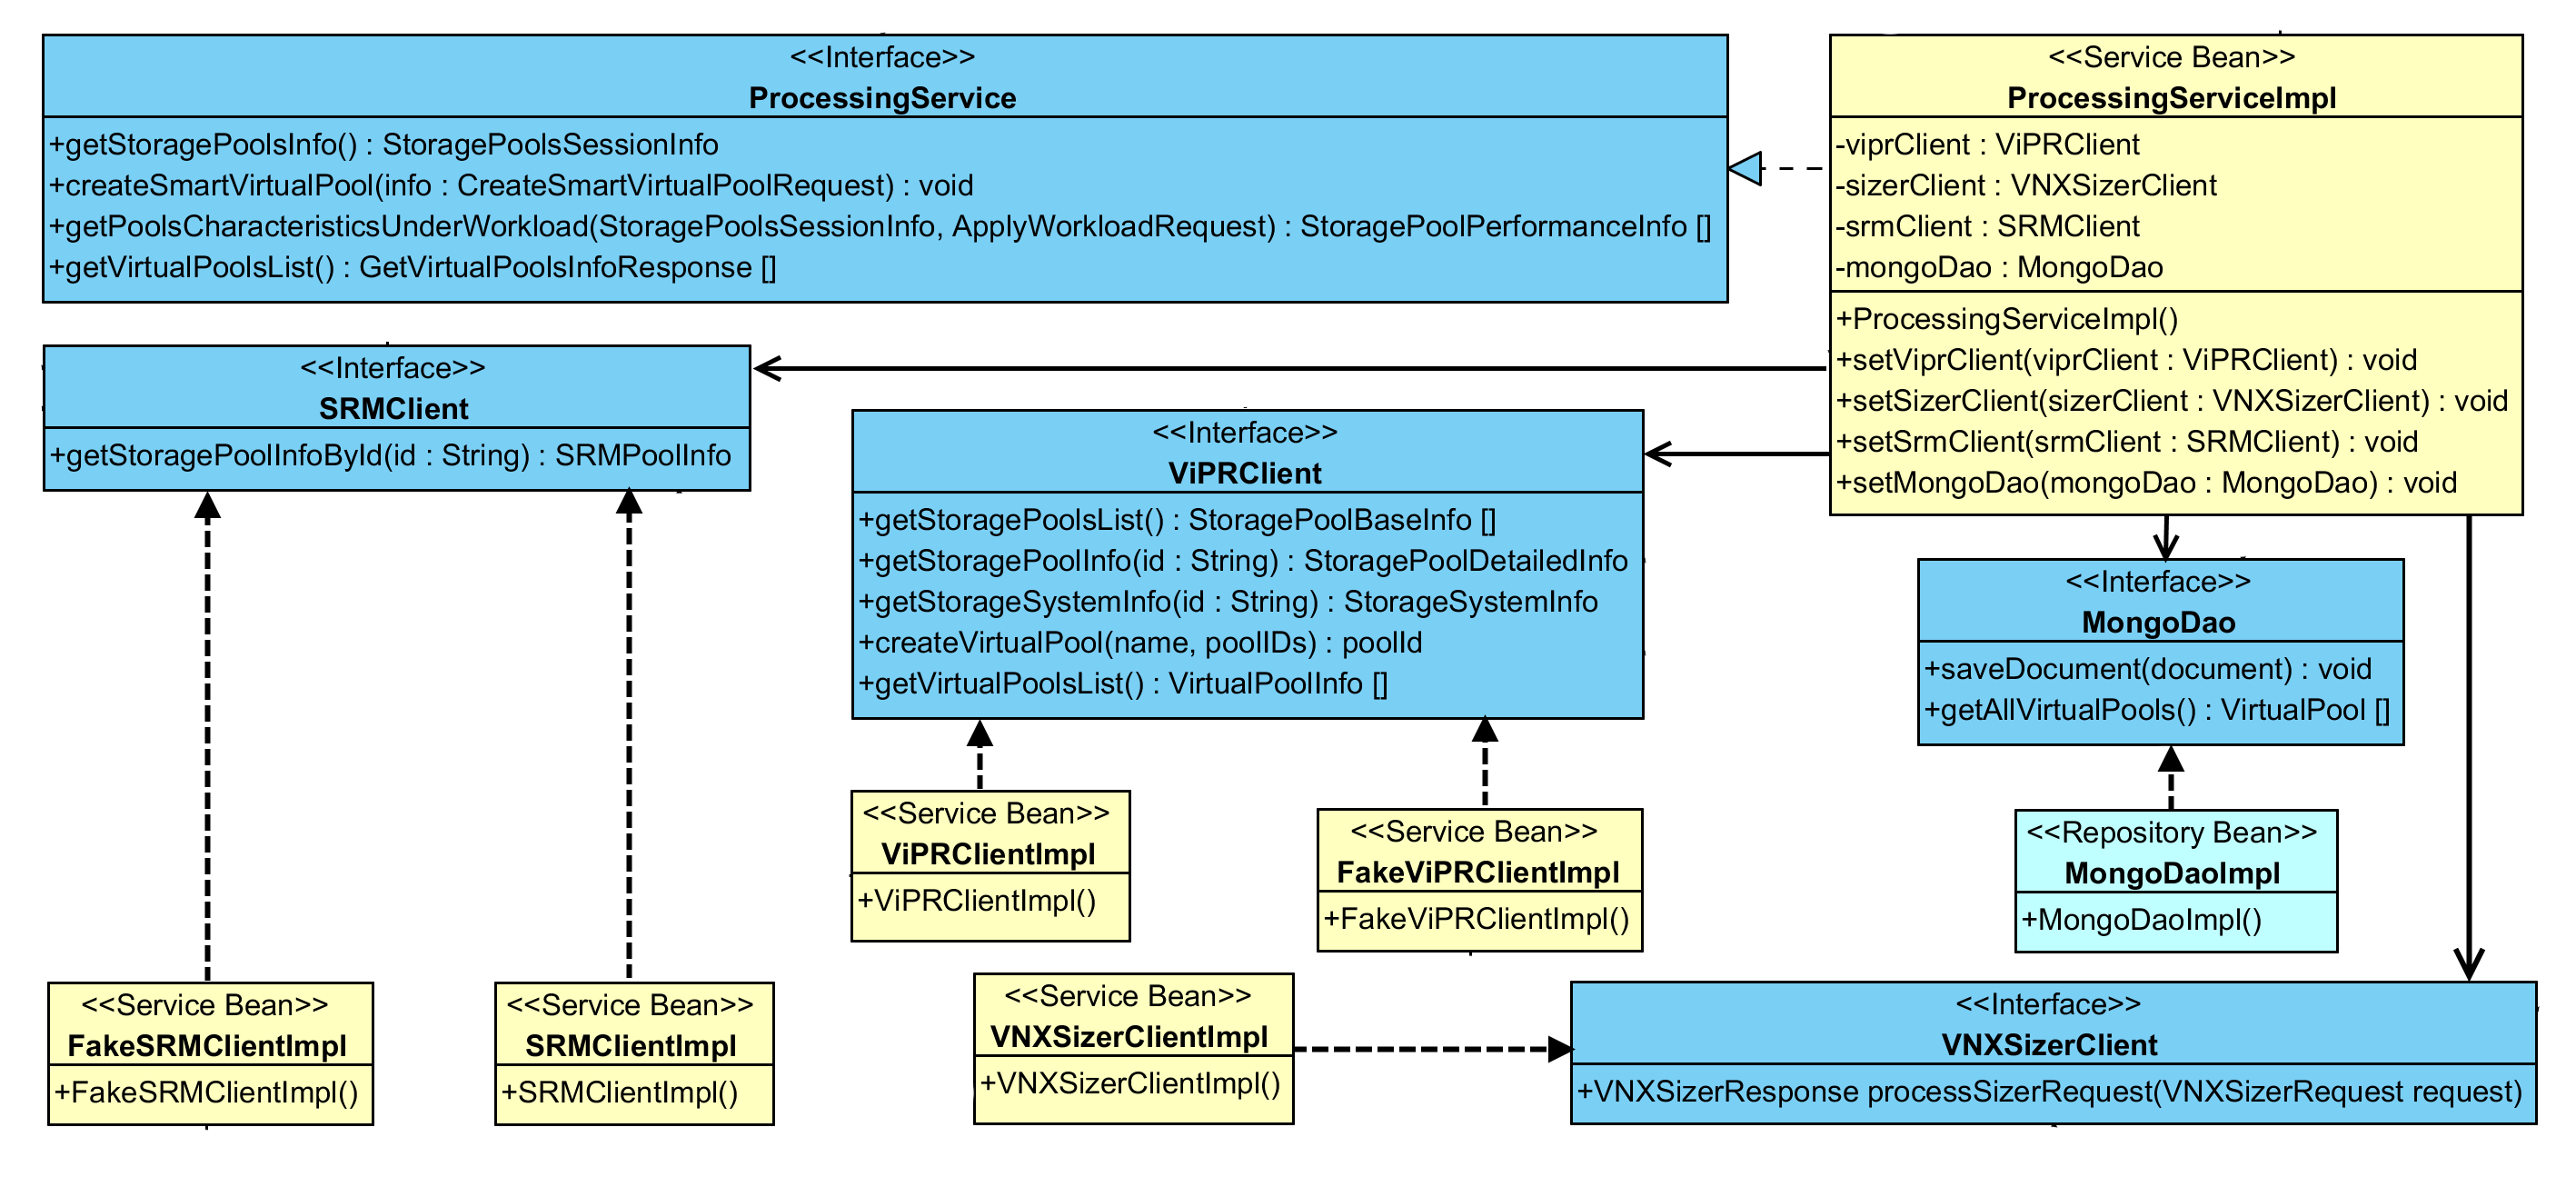 <<Interface>>
ProcessingService
+getStoragePoolsInfo() : StoragePoolsSessionInfo
+createSmartVirtualPool(info : CreateSmartVirtualPoolRequest) : void
+getPoolsCharacteristicsUnderWorkload(StoragePoolsSessionInfo, ApplyWorkloadRequest) : StoragePoolPerformanceInfo []
+getVirtualPoolsList() : GetVirtualPoolsInfoResponse []
<<Service Bean>>
ProcessingServiceImpl
-viprClient : ViPRClient
-sizerClient : VNXSizerClient
-srmClient : SRMClient
-mongoDao : MongoDao
+ProcessingServiceImpl()
+setViprClient(viprClient : ViPRClient) : void
+setSizerClient(sizerClient : VNXSizerClient) : void
+setSrmClient(srmClient : SRMClient) : void
+setMongoDao(mongoDao : MongoDao) : void
<<Interface>>
SRMClient
+getStoragePoolInfoById(id : String) : SRMPoolInfo
<<Interface>>
ViPRClient
+getStoragePoolsList() : StoragePoolBaseInfo []
+getStoragePoolInfo(id : String) : StoragePoolDetailedInfo
+getStorageSystemInfo(id : String) : StorageSystemInfo
+createVirtualPool(name, poolIDs) : poolId
+getVirtualPoolsList() : VirtualPoolInfo []
<<Interface>>
MongoDao
+saveDocument(document) : void
+getAllVirtualPools() : VirtualPool []
<<Service Bean>>
ViPRClientImpl
+ViPRClientImpl()
<<Service Bean>>
FakeViPRClientImpl
+FakeViPRClientImpl()
<<Repository Bean>>
MongoDaoImpl
+MongoDaoImpl()
<<Service Bean>>
FakeSRMClientImpl
+FakeSRMClientImpl()
<<Service Bean>>
SRMClientImpl
+SRMClientImpl()
<<Service Bean>>
VNXSizerClientImpl
+VNXSizerClientImpl()
<<Interface>>
VNXSizerClient
+VNXSizerResponse processSizerRequest(VNXSizerRequest request)